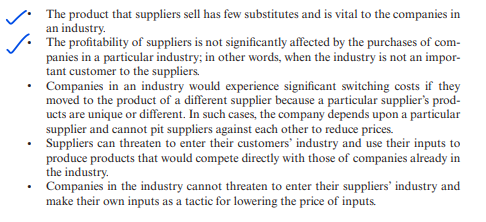 • The product that suppliers sell has few substitutes and is vital to the companies in
an industry.
• The profitability of suppliers is not significantly affected by the purchases of com-
panies in a particular industry; in other words, when the industry is not an impor-
tant customer to the suppliers.
• Companies in an industry would experience significant switching costs if they
moved to the product of a different supplier because a particular supplier's prod-
ucts are unique or different. In such cases, the company depends upon a particular
supplier and cannot pit suppliers against each other to reduce prices.
• Suppliers can threaten to enter their customers' industry and use their inputs to
produce products that would compete directly with those of companies already in
the industry.
• Companies in the industry cannot threaten to enter their suppliers' industry and
make their own inputs as a tactic for lowering the price of inputs.